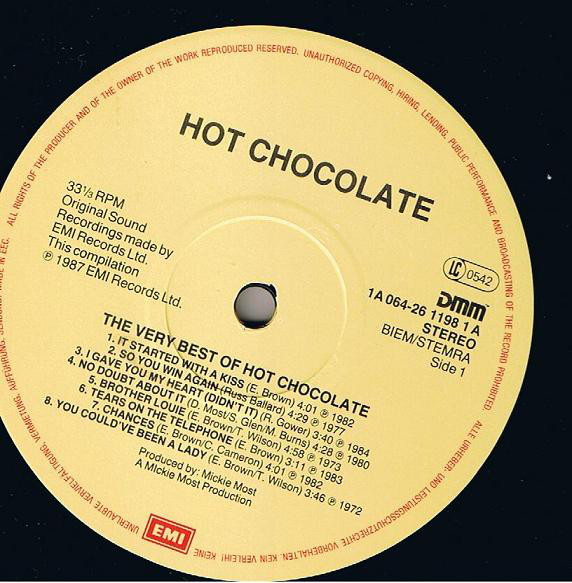 ALL RIGHTS OF THE PRODUCER AND OF THE OWNER OF THE WORK REPRODUCED RESERVED. UNAUTHORIZED COPYING, HIRING, LENDING, PUBLIC PERFORMANCE AND BROADCASTING OF THE RECORD PROHIBITED
HOT CHOCOLATE
33⅓ RPM
Original Sound
Recordings made by
EMI Records Ltd.
This compilation
℗ 1987 EMI Records Ltd.
LC 0542
DMM
1A 064-26 1198 1 A
STEREO
BIEM/STEMRA
Side 1
THE VERY BEST OF HOT CHOCOLATE
1. IT STARTED WITH A KISS (E. Brown) 4:01 ℗ 1982
2. SO YOU WIN AGAIN (Russ Ballard) 4:29 ℗ 1977
3. I GAVE YOU MY HEART (DIDN'T IT) (R. Gower) 3:40 ℗ 1984
4. NO DOUBT ABOUT IT (D. Most/S. Glen/M. Burns) 4:28 ℗ 1980
5. BROTHER LOUIE (E. Brown/T. Wilson) 4:58 ℗ 1973
6. TEARS ON THE TELEPHONE (E. Brown) 3:11 ℗ 1983
7. CHANCES (E. Brown/C. Cameron) 4:01 ℗ 1982
8. YOU COULD'VE BEEN A LADY (E. Brown/T. Wilson) 3:46 ℗ 1972
Produced by: Mickie Most
A Mickie Most Production
EMI
ALLE URHEBER- UND LEISTUNGSSCHUTZRECHTE VORBEHALTEN. KEIN VERLEIH! KEINE UNERLAUBTE VERVIELFÄLTIGUNG, VERMIETUNG, AUFFÜHRUNG, SENDUNG! MADE IN EEC.